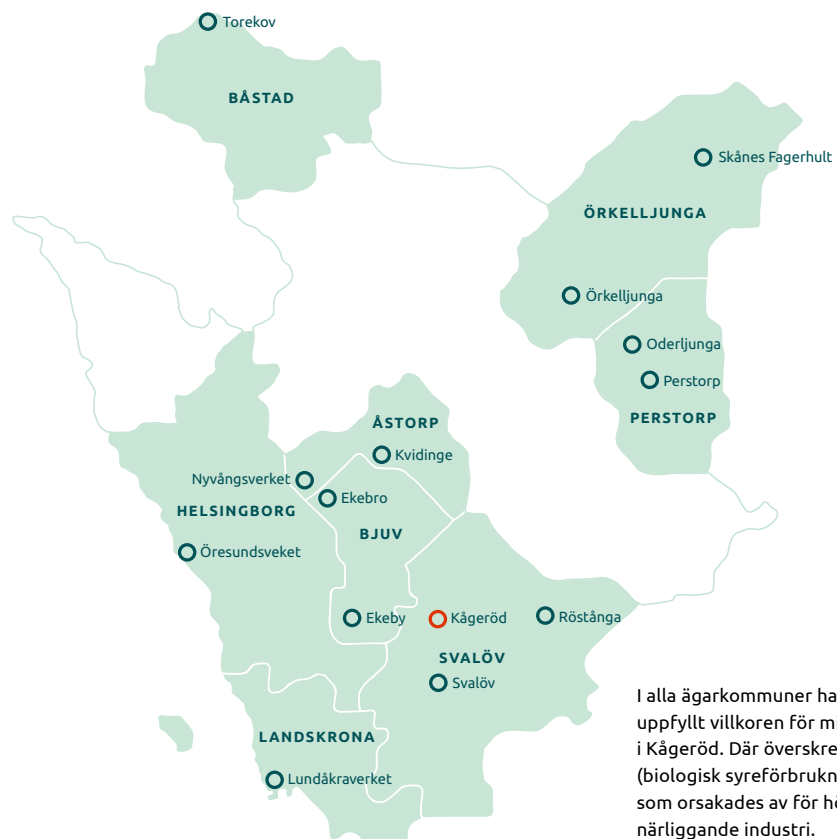 Torekov
BÅSTAD
Skånes Fagerhult
ÖRKELLJUNGA
Örkelljunga
Oderljunga
Perstorp
PERSTORP
ÅSTORP
Kvidinge
Nyvångsverket
Ekebro
HELSINGBORG
BJUV
Öresundsveket
Ekeby
Kågeröd
Röstånga
SVALÖV
Svalöv
LANDSKRONA
Lundåkraverket
I alla ägarkommuner ha
uppfyllt villkoren för mi
i Kågeröd. Där överskre
(biologisk syreförbrukn
som orsakades av för hö
närliggande industri.